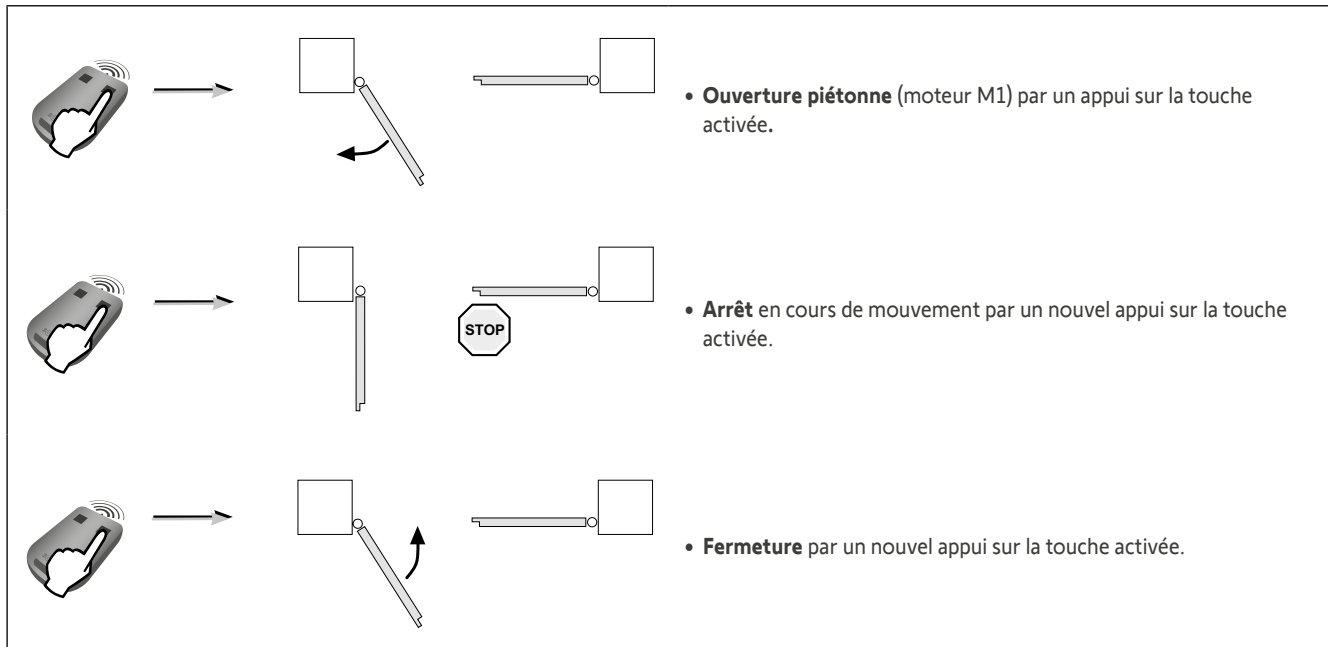 • Ouverture piétonne (moteur M1) par un appui sur la touche
activée.
STOP
• Arrêt en cours de mouvement par un nouvel appui sur la touche
activée.
• Fermeture par un nouvel appui sur la touche activée.